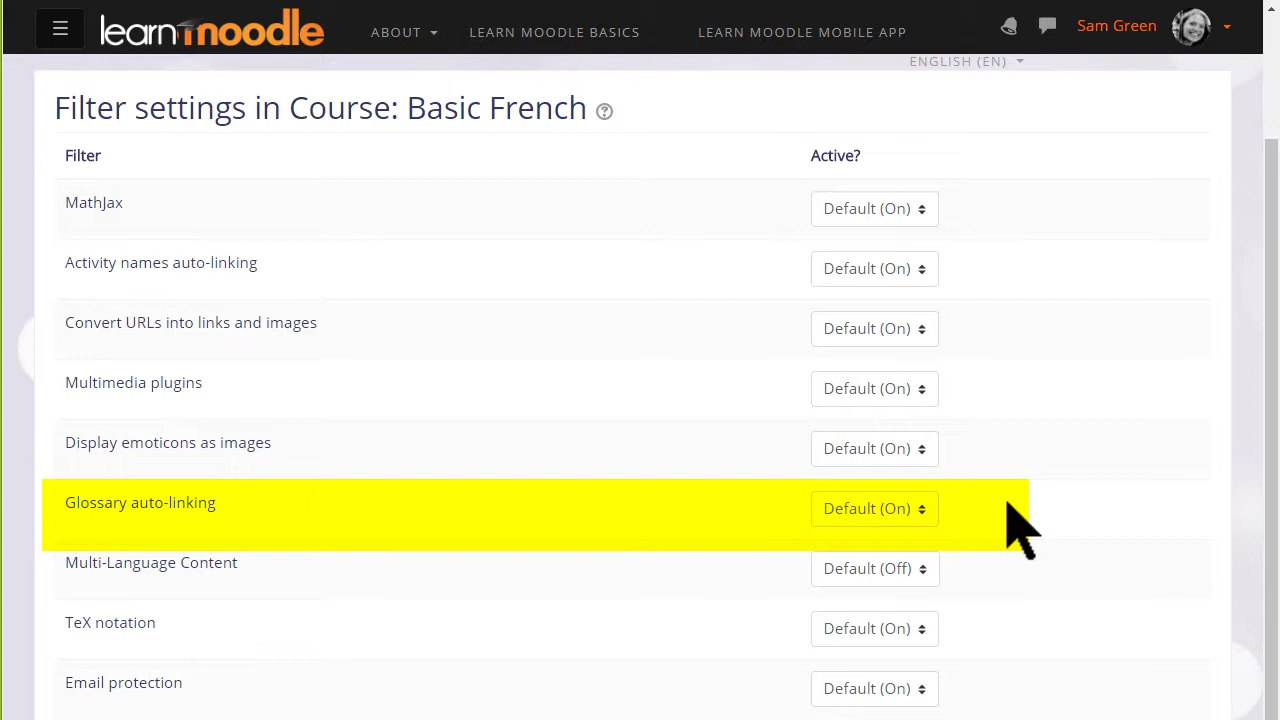 learnmoodle ABOUT LEARN MOODLE BASICS LEARN MOODLE MOBILE APP Sam Green
ENGLISH (EN)
Filter settings in Course: Basic French
Filter Active?
MathJax Default (On)
Activity names auto-linking Default (On)
Convert URLs into links and images Default (On)
Multimedia plugins Default (On)
Display emoticons as images Default (On)
Glossary auto-linking Default (On)
Multi-Language Content Default (Off)
TeX notation Default (On)
Email protection Default (On)